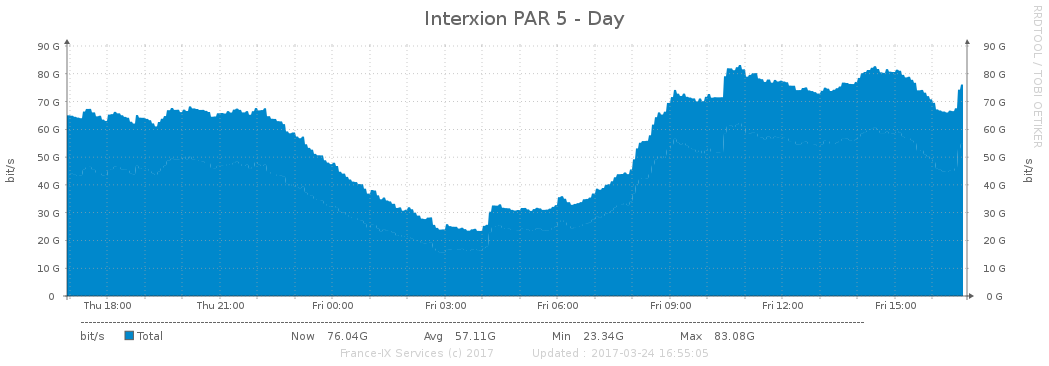 Interxion PAR 5 - Day
RRDTOOL / TOBI OETIKER
bit/s
90 G 90 G
80 G 80 G
70 G 70 G
60 G 60 G
50 G 50 G
40 G 40 G
30 G 30 G
20 G 20 G
10 G 10 G
0 0 G
bit/s
Thu 18:00 Thu 21:00 Fri 00:00 Fri 03:00 Fri 06:00 Fri 09:00 Fri 12:00 Fri 15:00
bit/s Total Now 76.04G Avg 57.11G Min 23.34G Max 83.08G
France-IX Services (c) 2017 Updated : 2017-03-24 16:55:05